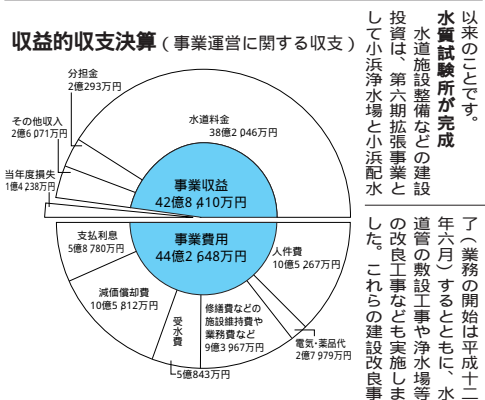 以来のことです。
水質試験所が完成
水道施設整備などの建設
投資は、第六期拡張事業と
して小浜浄水場と小浜配水
了（業務の開始は平成十二
年六月）するとともに、水
道管の敷設工事や浄水場等
の改良工事なども実施しま
した。これらの建設改良事
収益的収支決算（事業運営に関する収支）
分担金
2億293万円
その他収入
2億6,071万円
当年度損失
1億4,238万円
水道料金
38億2,046万円
事業収益
42億8,410万円
事業費用
44億2,648万円
支払利息
5億8,780万円
減価償却費
10億5,812万円
受水費
5億843万円
修繕費などの
施設維持費や
業務費など
9億3,967万円
電気・薬品代
2億7,979万円
人件費
10億5,267万円